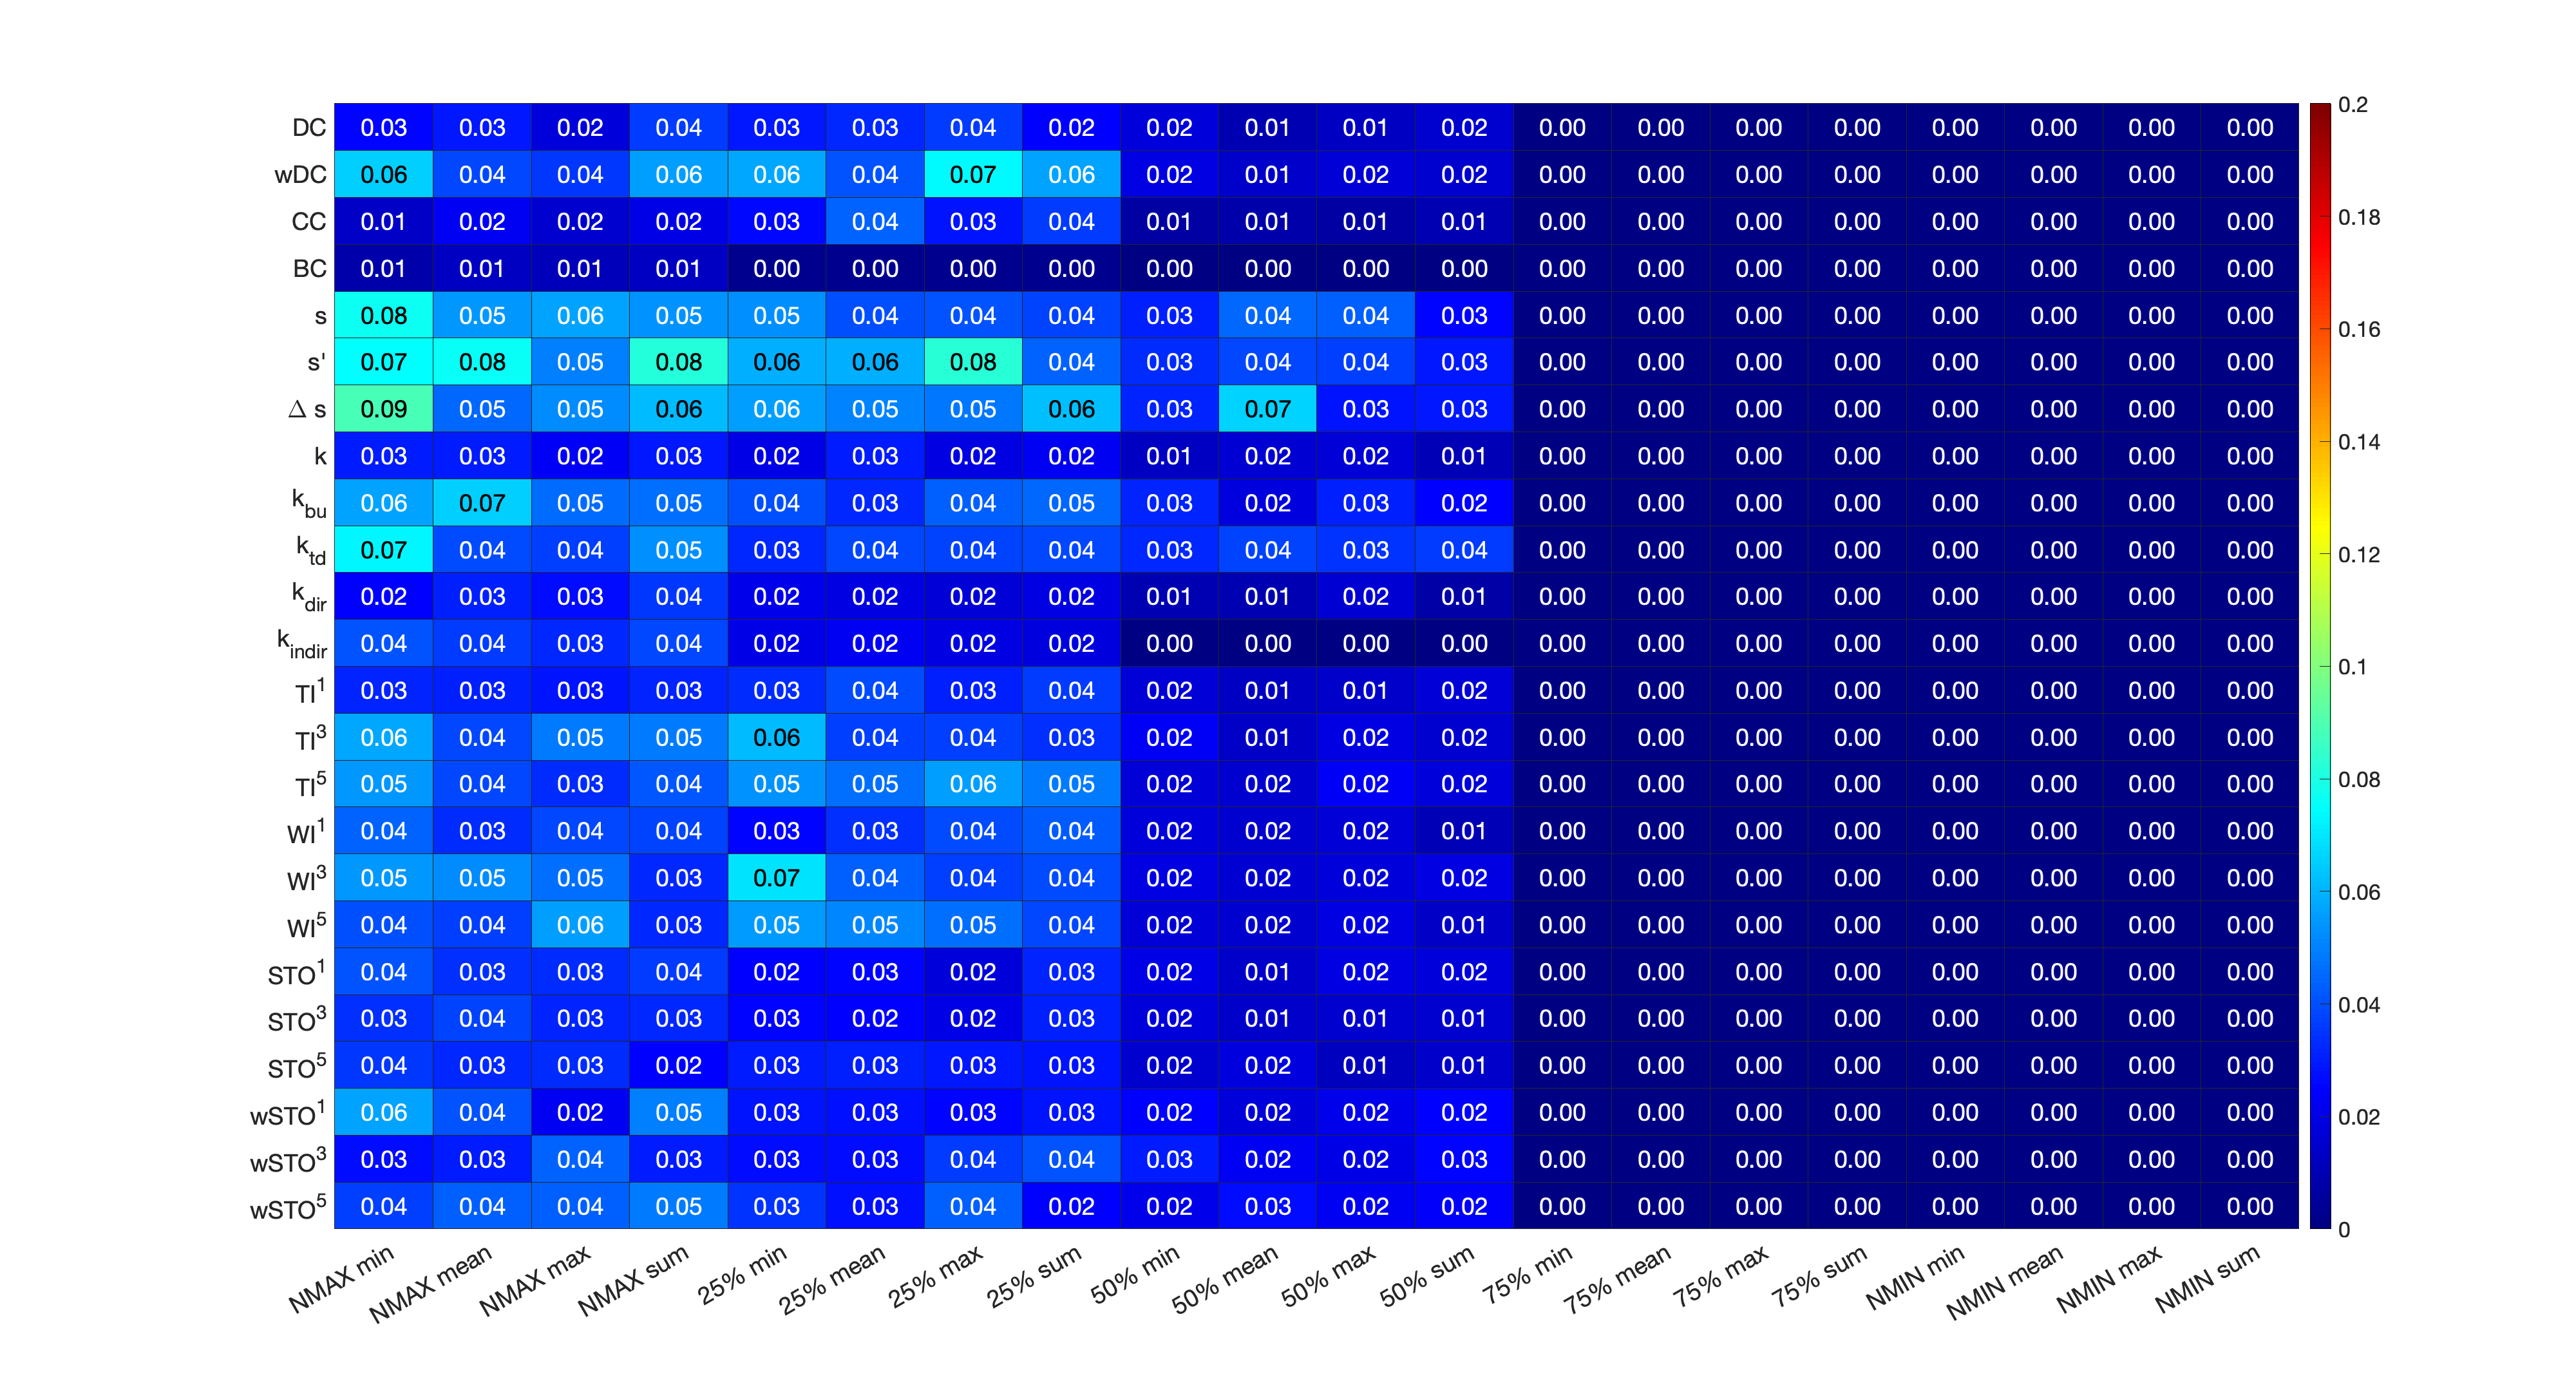 DC 0.03 0.03 0.02 0.04 0.03 0.03 0.04 0.02 0.02 0.01 0.01 0.02 0.00 0.00 0.00 0.00 0.00 0.00 0.00 0.00
wDC 0.06 0.04 0.04 0.06 0.06 0.04 0.07 0.06 0.02 0.01 0.02 0.02 0.00 0.00 0.00 0.00 0.00 0.00 0.00 0.00
CC 0.01 0.02 0.02 0.02 0.03 0.04 0.03 0.04 0.01 0.01 0.01 0.01 0.00 0.00 0.00 0.00 0.00 0.00 0.00 0.00
BC 0.01 0.01 0.01 0.01 0.00 0.00 0.00 0.00 0.00 0.00 0.00 0.00 0.00 0.00 0.00 0.00 0.00 0.00 0.00 0.00
s 0.08 0.05 0.06 0.05 0.05 0.04 0.04 0.04 0.03 0.04 0.04 0.03 0.00 0.00 0.00 0.00 0.00 0.00 0.00 0.00
s' 0.07 0.08 0.05 0.08 0.06 0.06 0.08 0.04 0.03 0.04 0.04 0.03 0.00 0.00 0.00 0.00 0.00 0.00 0.00 0.00
Δ s 0.09 0.05 0.05 0.06 0.06 0.05 0.05 0.06 0.03 0.07 0.03 0.03 0.00 0.00 0.00 0.00 0.00 0.00 0.00 0.00
k 0.03 0.03 0.02 0.03 0.02 0.03 0.02 0.02 0.01 0.02 0.02 0.01 0.00 0.00 0.00 0.00 0.00 0.00 0.00 0.00
k_bu 0.06 0.07 0.05 0.05 0.04 0.03 0.04 0.05 0.03 0.02 0.03 0.02 0.00 0.00 0.00 0.00 0.00 0.00 0.00 0.00
k_td 0.07 0.04 0.04 0.05 0.03 0.04 0.04 0.04 0.03 0.04 0.03 0.04 0.00 0.00 0.00 0.00 0.00 0.00 0.00 0.00
k_dir 0.02 0.03 0.03 0.04 0.02 0.02 0.02 0.02 0.01 0.01 0.02 0.01 0.00 0.00 0.00 0.00 0.00 0.00 0.00 0.00
k_indir 0.04 0.04 0.03 0.04 0.02 0.02 0.02 0.02 0.00 0.00 0.00 0.00 0.00 0.00 0.00 0.00 0.00 0.00 0.00 0.00
TI¹ 0.03 0.03 0.03 0.03 0.03 0.04 0.03 0.04 0.02 0.01 0.01 0.02 0.00 0.00 0.00 0.00 0.00 0.00 0.00 0.00
TI³ 0.06 0.04 0.05 0.05 0.06 0.04 0.04 0.03 0.02 0.01 0.02 0.02 0.00 0.00 0.00 0.00 0.00 0.00 0.00 0.00
TI⁵ 0.05 0.04 0.03 0.04 0.05 0.05 0.06 0.05 0.02 0.02 0.02 0.02 0.00 0.00 0.00 0.00 0.00 0.00 0.00 0.00
WI¹ 0.04 0.03 0.04 0.04 0.03 0.03 0.04 0.04 0.02 0.02 0.02 0.01 0.00 0.00 0.00 0.00 0.00 0.00 0.00 0.00
WI³ 0.05 0.05 0.05 0.03 0.07 0.04 0.04 0.04 0.02 0.02 0.02 0.02 0.00 0.00 0.00 0.00 0.00 0.00 0.00 0.00
WI⁵ 0.04 0.04 0.06 0.03 0.05 0.05 0.05 0.04 0.02 0.02 0.02 0.01 0.00 0.00 0.00 0.00 0.00 0.00 0.00 0.00
STO¹ 0.04 0.03 0.03 0.04 0.02 0.03 0.02 0.03 0.02 0.01 0.02 0.02 0.00 0.00 0.00 0.00 0.00 0.00 0.00 0.00
STO³ 0.03 0.04 0.03 0.03 0.03 0.02 0.02 0.03 0.02 0.01 0.01 0.01 0.00 0.00 0.00 0.00 0.00 0.00 0.00 0.00
STO⁵ 0.04 0.03 0.03 0.02 0.03 0.03 0.03 0.03 0.02 0.02 0.01 0.01 0.00 0.00 0.00 0.00 0.00 0.00 0.00 0.00
wSTO¹ 0.06 0.04 0.02 0.05 0.03 0.03 0.03 0.03 0.02 0.02 0.02 0.02 0.00 0.00 0.00 0.00 0.00 0.00 0.00 0.00
wSTO³ 0.03 0.03 0.04 0.03 0.03 0.03 0.04 0.04 0.03 0.02 0.02 0.03 0.00 0.00 0.00 0.00 0.00 0.00 0.00 0.00
wSTO⁵ 0.04 0.04 0.04 0.05 0.03 0.03 0.04 0.02 0.02 0.03 0.02 0.02 0.00 0.00 0.00 0.00 0.00 0.00 0.00 0.00
NMAX min NMAX mean NMAX max NMAX sum 25% min 25% mean 25% max 25% sum 50% min 50% mean 50% max 50% sum 75% min 75% mean 75% max 75% sum NMIN min NMIN mean NMIN max NMIN sum
0.2
0.18
0.16
0.14
0.12
0.1
0.08
0.06
0.04
0.02
0